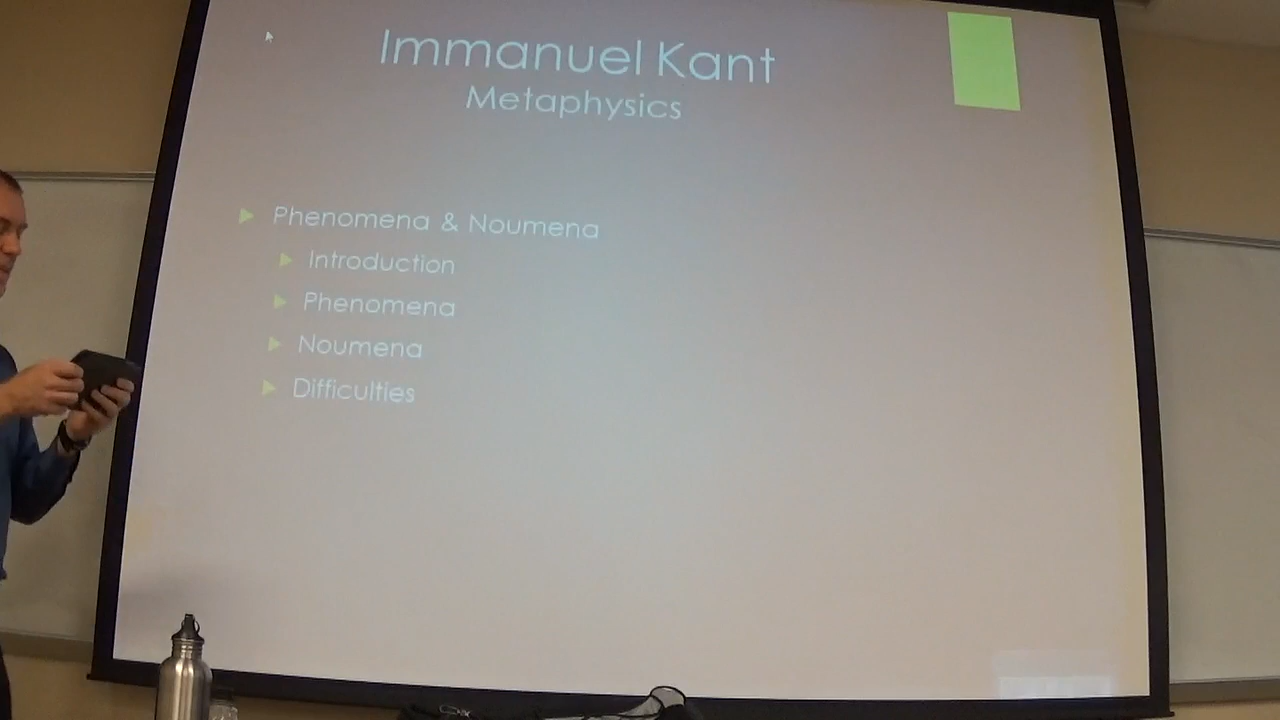 Immanuel Kant
Metaphysics
Phenomena & Noumena
Introduction
Phenomena
Noumena
Difficulties